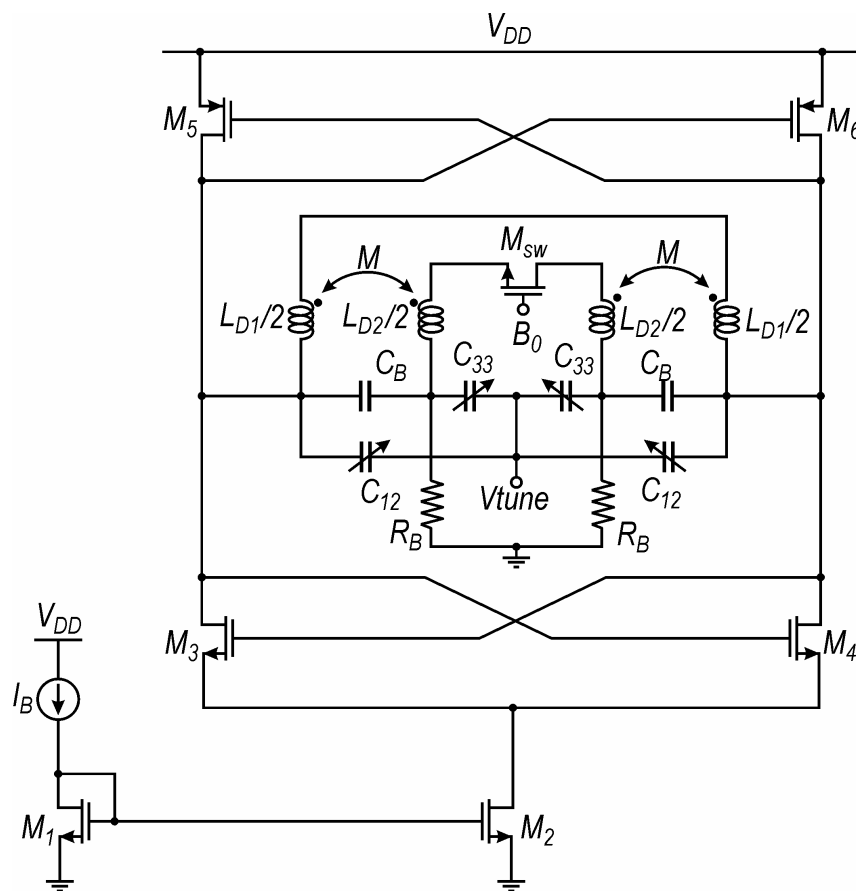 V_DD
M_5
M_6
M
M_sw
M
L_D1/2
L_D2/2
B_0
L_D2/2
L_D1/2
C_B
C_33
C_33
C_B
C_12
Vtune
C_12
R_B
R_B
V_DD
M_3
M_4
I_B
M_1
M_2